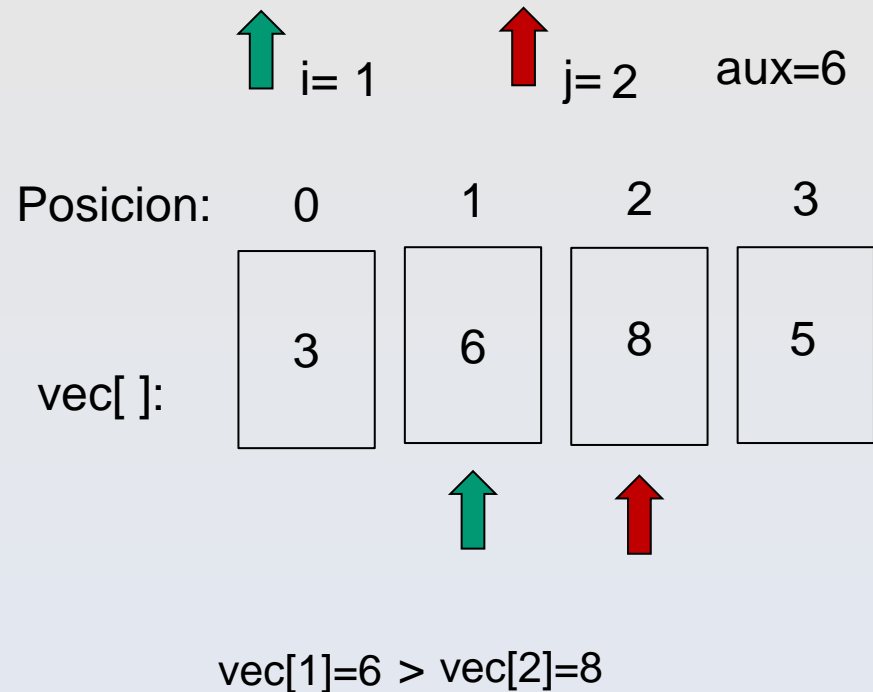 i= 1 j= 2 aux=6
Posicion: 0 1 2 3
vec[ ]: 3 6 8 5
vec[1]=6 > vec[2]=8